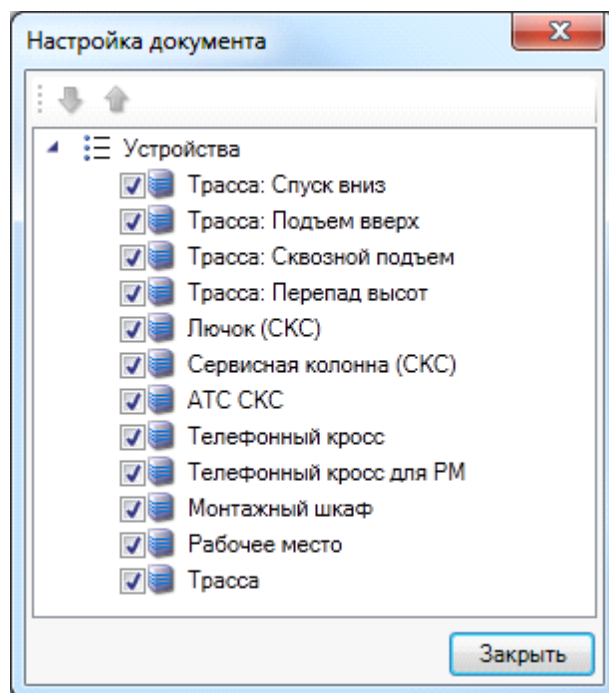 Настройка документа
Устройства
Трасса: Спуск вниз
Трасса: Подъем вверх
Трасса: Сквозной подъем
Трасса: Перепад высот
Лючок (СКС)
Сервисная колонна (СКС)
АТС СКС
Телефонный кросс
Телефонный кросс для РМ
Монтажный шкаф
Рабочее место
Трасса
Закрыть